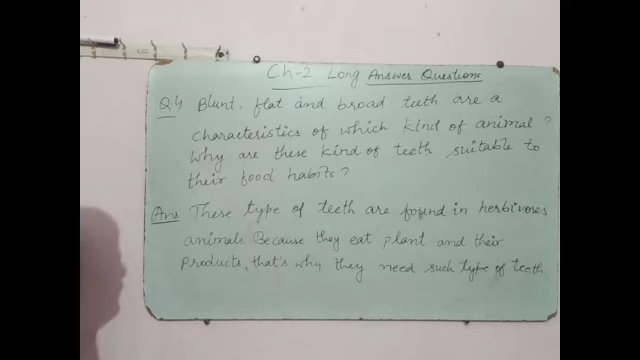 Ch-2 Long Answer Questions
Q.4 Blunt, flat and broad teeth are a
characteristics of which kind of animal?
Why are these kind of teeth suitable to
their food habits?
Ans These type of teeth are found in herbivores
animals. Because they eat plant and their
products, that's why they need such type of teeth